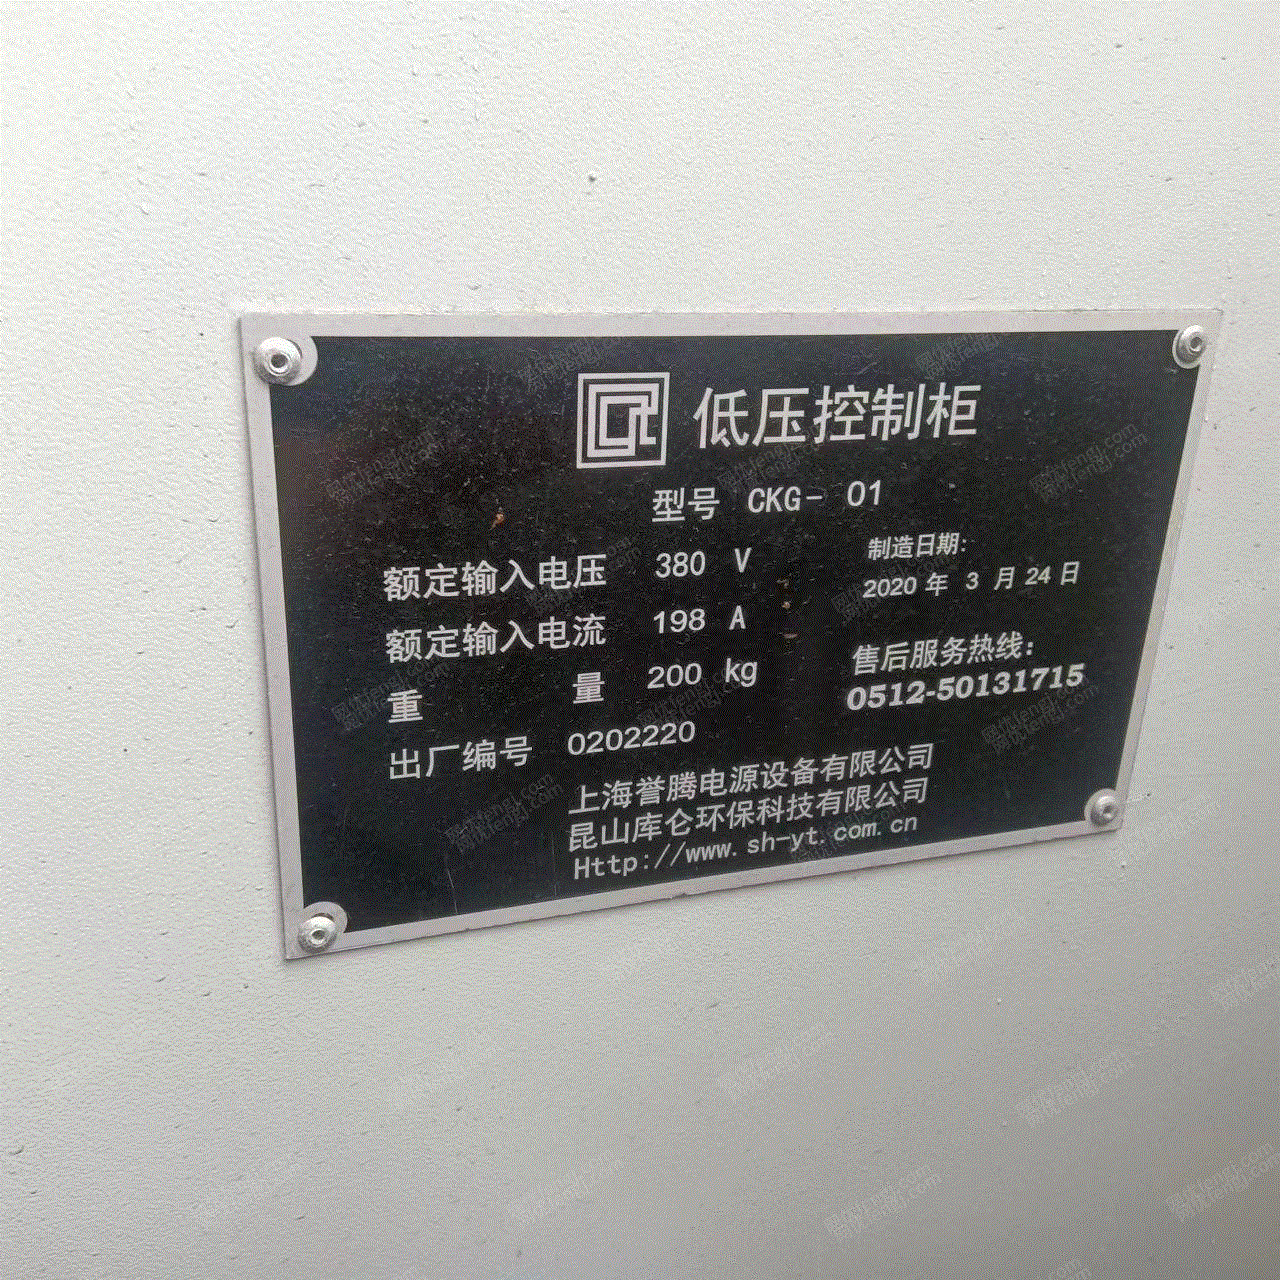 低压控制柜
型号 CKG- 01
额定输入电压 380 V
制造日期:
2020 年 3 月 24 日
额定输入电流 198 A
重 量 200 kg
售后服务热线:
0512-50131715
出厂编号 0202220
上海誉腾电源设备有限公司
昆山库仑环保科技有限公司
Http://www.sh-yt.com.cn